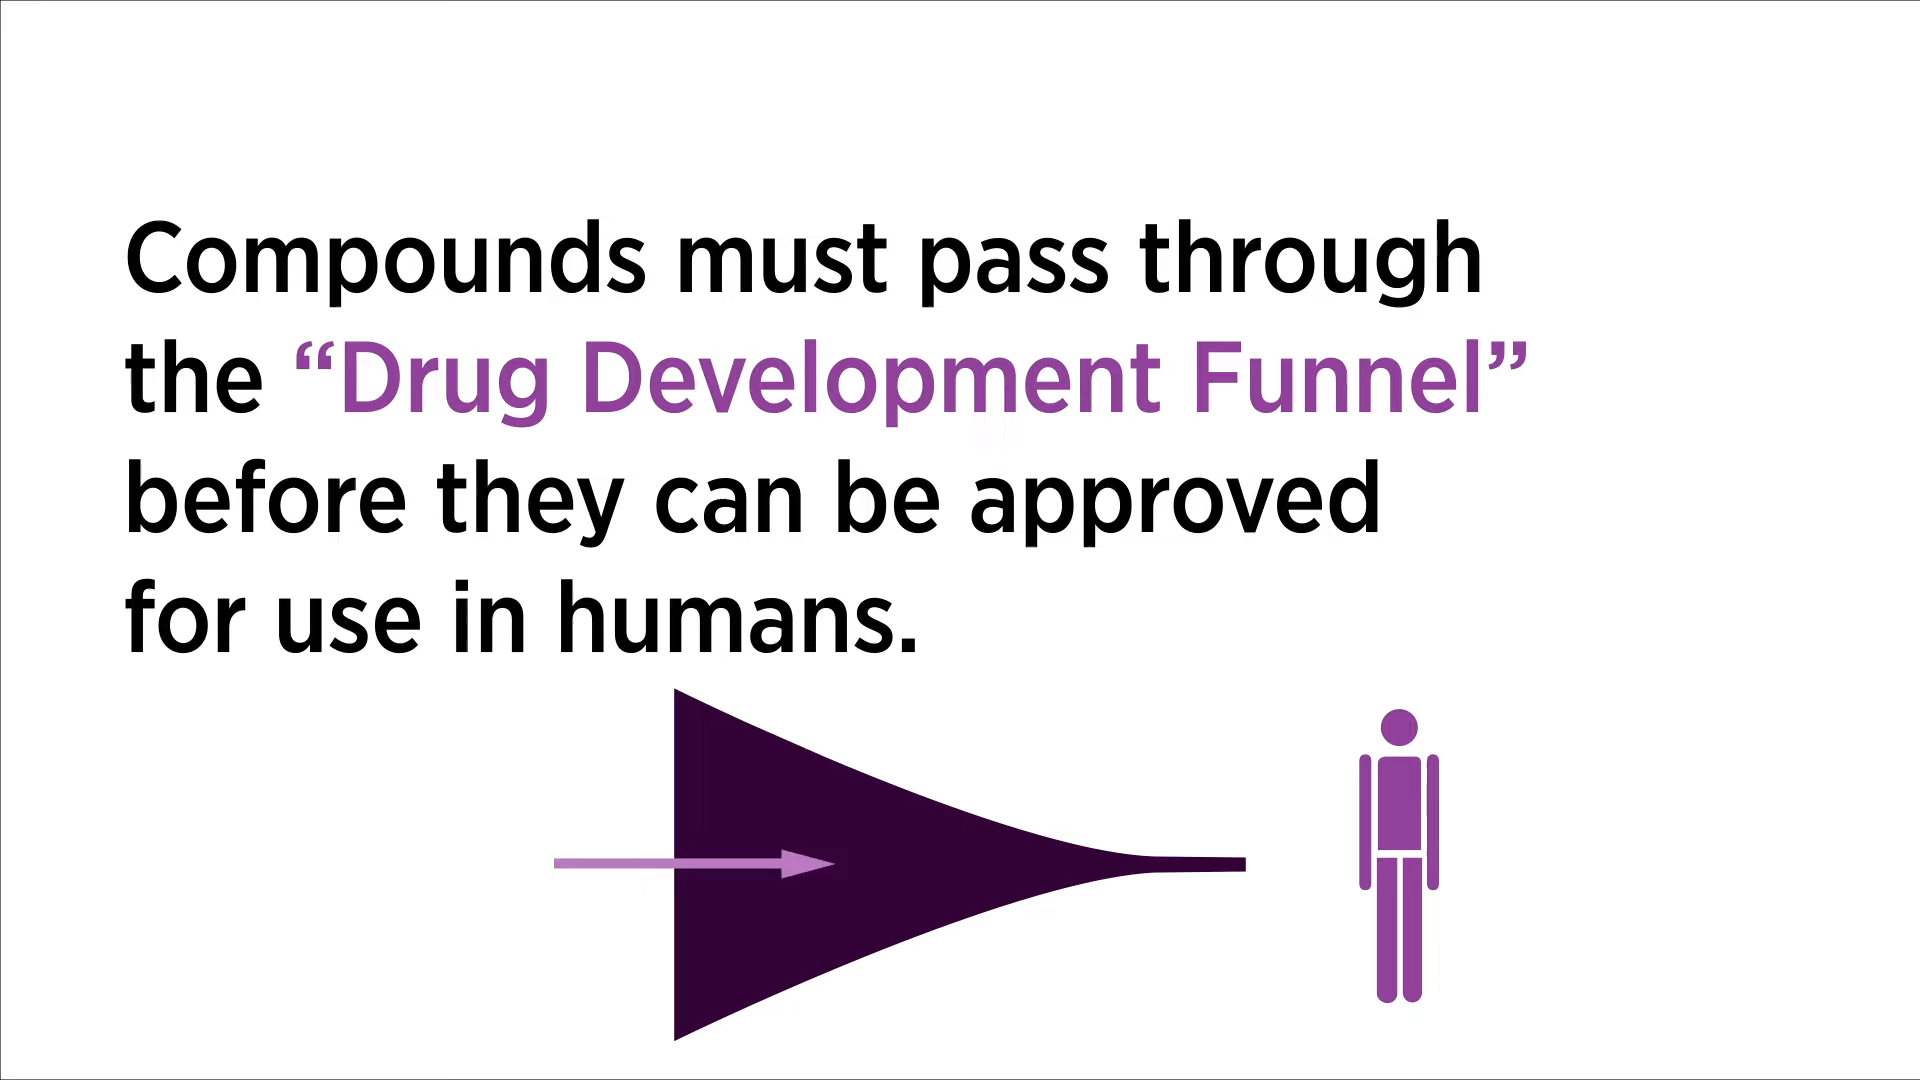 Compounds must pass through
the “Drug Development Funnel”
before they can be approved
for use in humans.